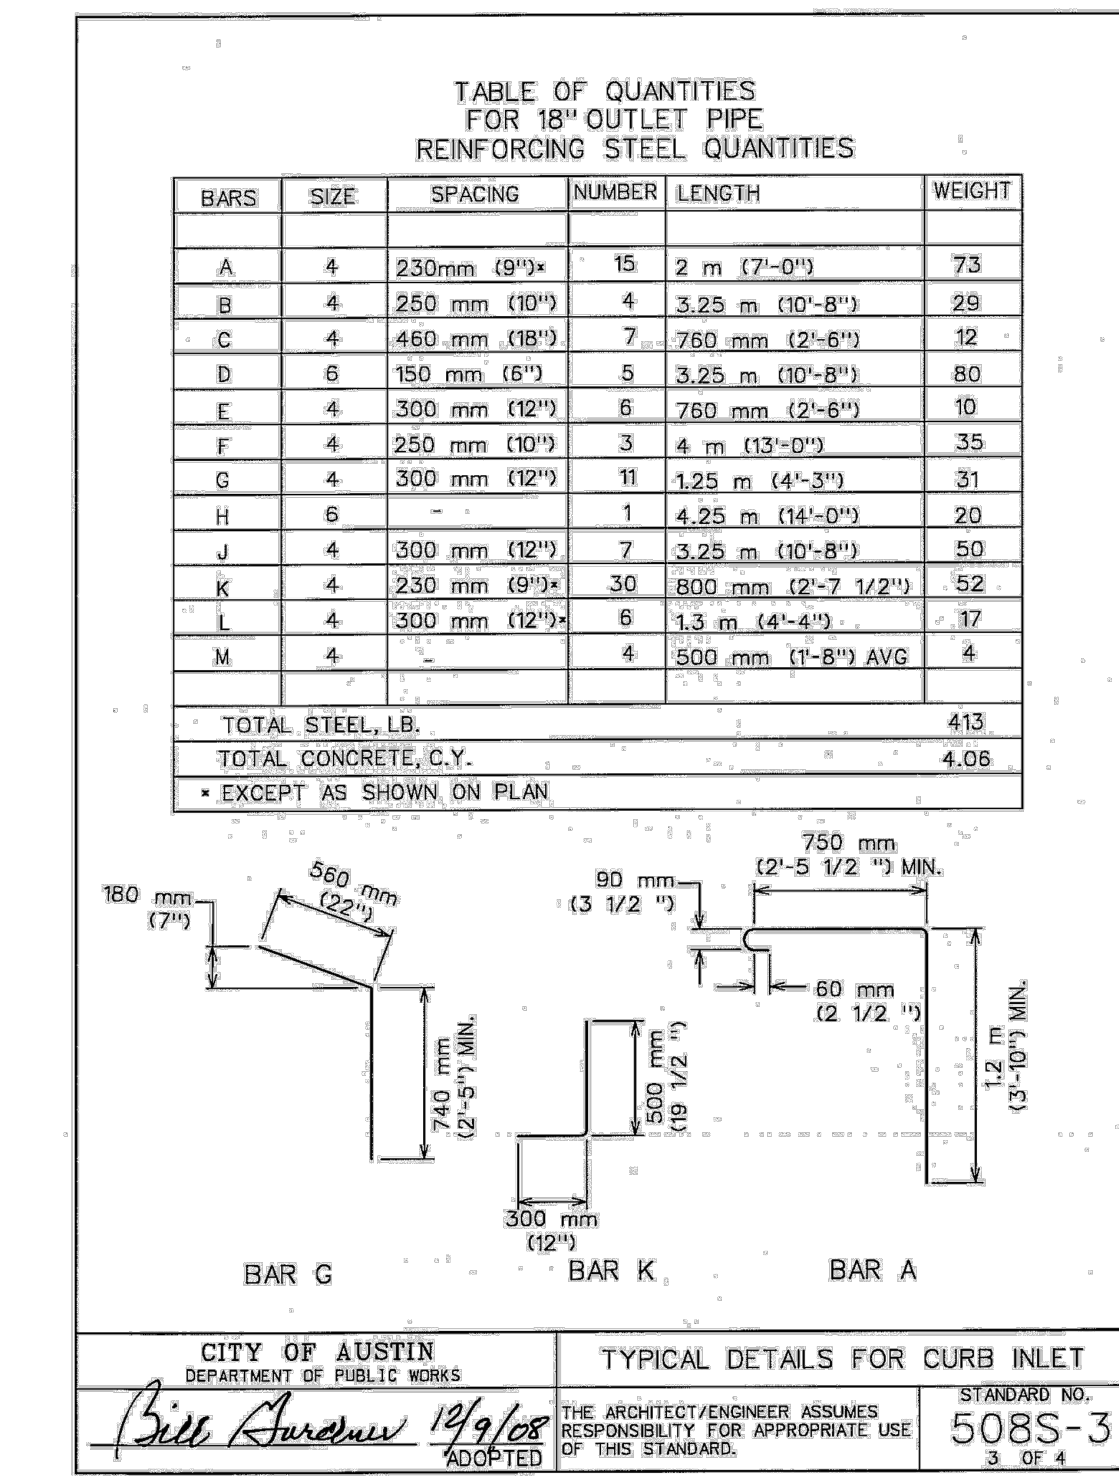 TABLE OF QUANTITIES
FOR 18" OUTLET PIPE
REINFORCING STEEL QUANTITIES
BARS SIZE SPACING NUMBER LENGTH WEIGHT
A 4 230mm (9")* 15 2 m (7'-0") 73
B 4 250 mm (10") 4 3.25 m (10'-8") 29
C 4 460 mm (18") 7 760 mm (2'-6") 12
D 6 150 mm (6") 5 3.25 m (10'-8") 80
E 4 300 mm (12") 6 760 mm (2'-6") 10
F 4 250 mm (10") 3 4 m (13'-0") 35
G 4 300 mm (12") 11 1.25 m (4'-3") 31
H 6 - 1 4.25 m (14'-0") 20
J 4 300 mm (12") 7 3.25 m (10'-8") 50
K 4 230 mm (9")* 30 800 mm (2'-7 1/2") 52
L 4 300 mm (12")* 6 1.3 m (4'-4") 17
M 4 - 4 500 mm (1'-8") AVG 4
TOTAL STEEL, LB. 413
TOTAL CONCRETE, C.Y. 4.06
* EXCEPT AS SHOWN ON PLAN
180 mm
(7")
560 mm
(22")
740 mm
(2'-5") MIN.
BAR G
500 mm
(19 1/2 ")
300 mm
(12")
BAR K
750 mm
(2'-5 1/2 ") MIN.
90 mm
(3 1/2 ")
60 mm
(2 1/2 ")
1.2 m
(3'-10") MIN.
BAR A
CITY OF AUSTIN
DEPARTMENT OF PUBLIC WORKS
Bill Gardner 12/9/08
ADOPTED
TYPICAL DETAILS FOR CURB INLET
THE ARCHITECT/ENGINEER ASSUMES
RESPONSIBILITY FOR APPROPRIATE USE
OF THIS STANDARD.
STANDARD NO.
508S-3
3 OF 4